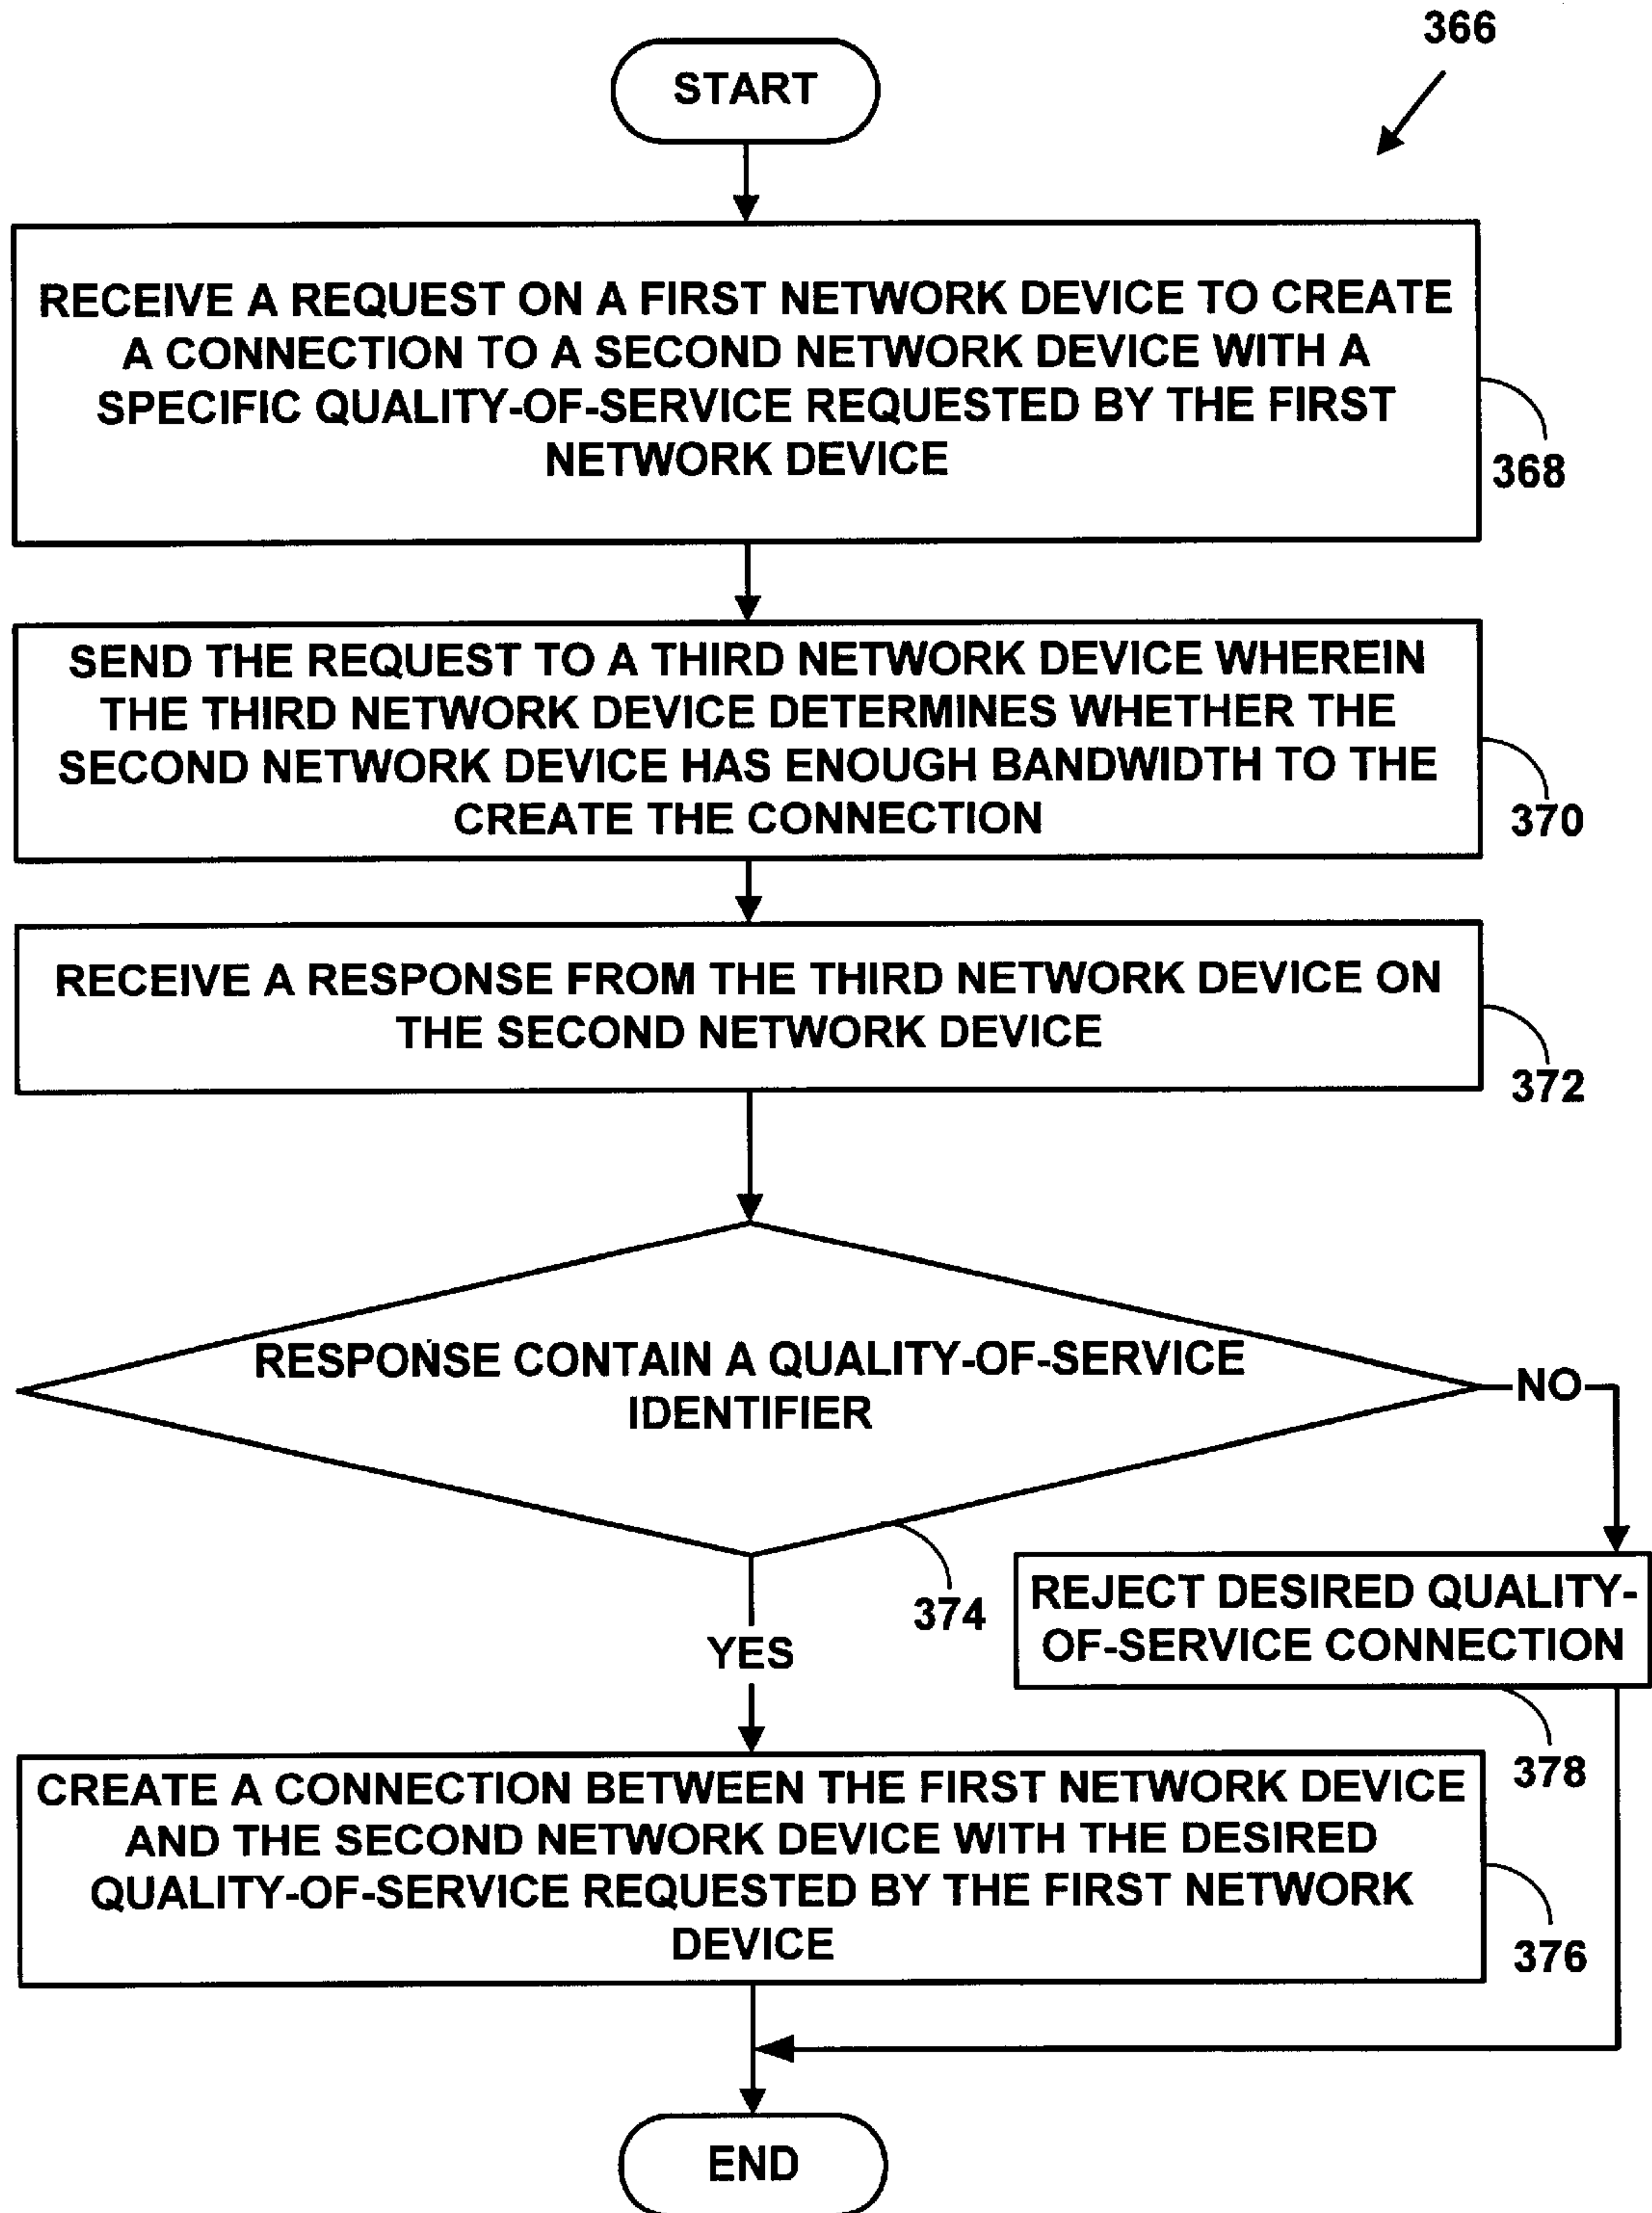 366
START
RECEIVE A REQUEST ON A FIRST NETWORK DEVICE TO CREATE
A CONNECTION TO A SECOND NETWORK DEVICE WITH A
SPECIFIC QUALITY-OF-SERVICE REQUESTED BY THE FIRST
NETWORK DEVICE
368
SEND THE REQUEST TO A THIRD NETWORK DEVICE WHEREIN
THE THIRD NETWORK DEVICE DETERMINES WHETHER THE
SECOND NETWORK DEVICE HAS ENOUGH BANDWIDTH TO THE
CREATE THE CONNECTION
370
RECEIVE A RESPONSE FROM THE THIRD NETWORK DEVICE ON
THE SECOND NETWORK DEVICE
372
RESPONSE CONTAIN A QUALITY-OF-SERVICE
IDENTIFIER
NO
374
YES
REJECT DESIRED QUALITY-
OF-SERVICE CONNECTION
378
CREATE A CONNECTION BETWEEN THE FIRST NETWORK DEVICE
AND THE SECOND NETWORK DEVICE WITH THE DESIRED
QUALITY-OF-SERVICE REQUESTED BY THE FIRST NETWORK
DEVICE
376
END